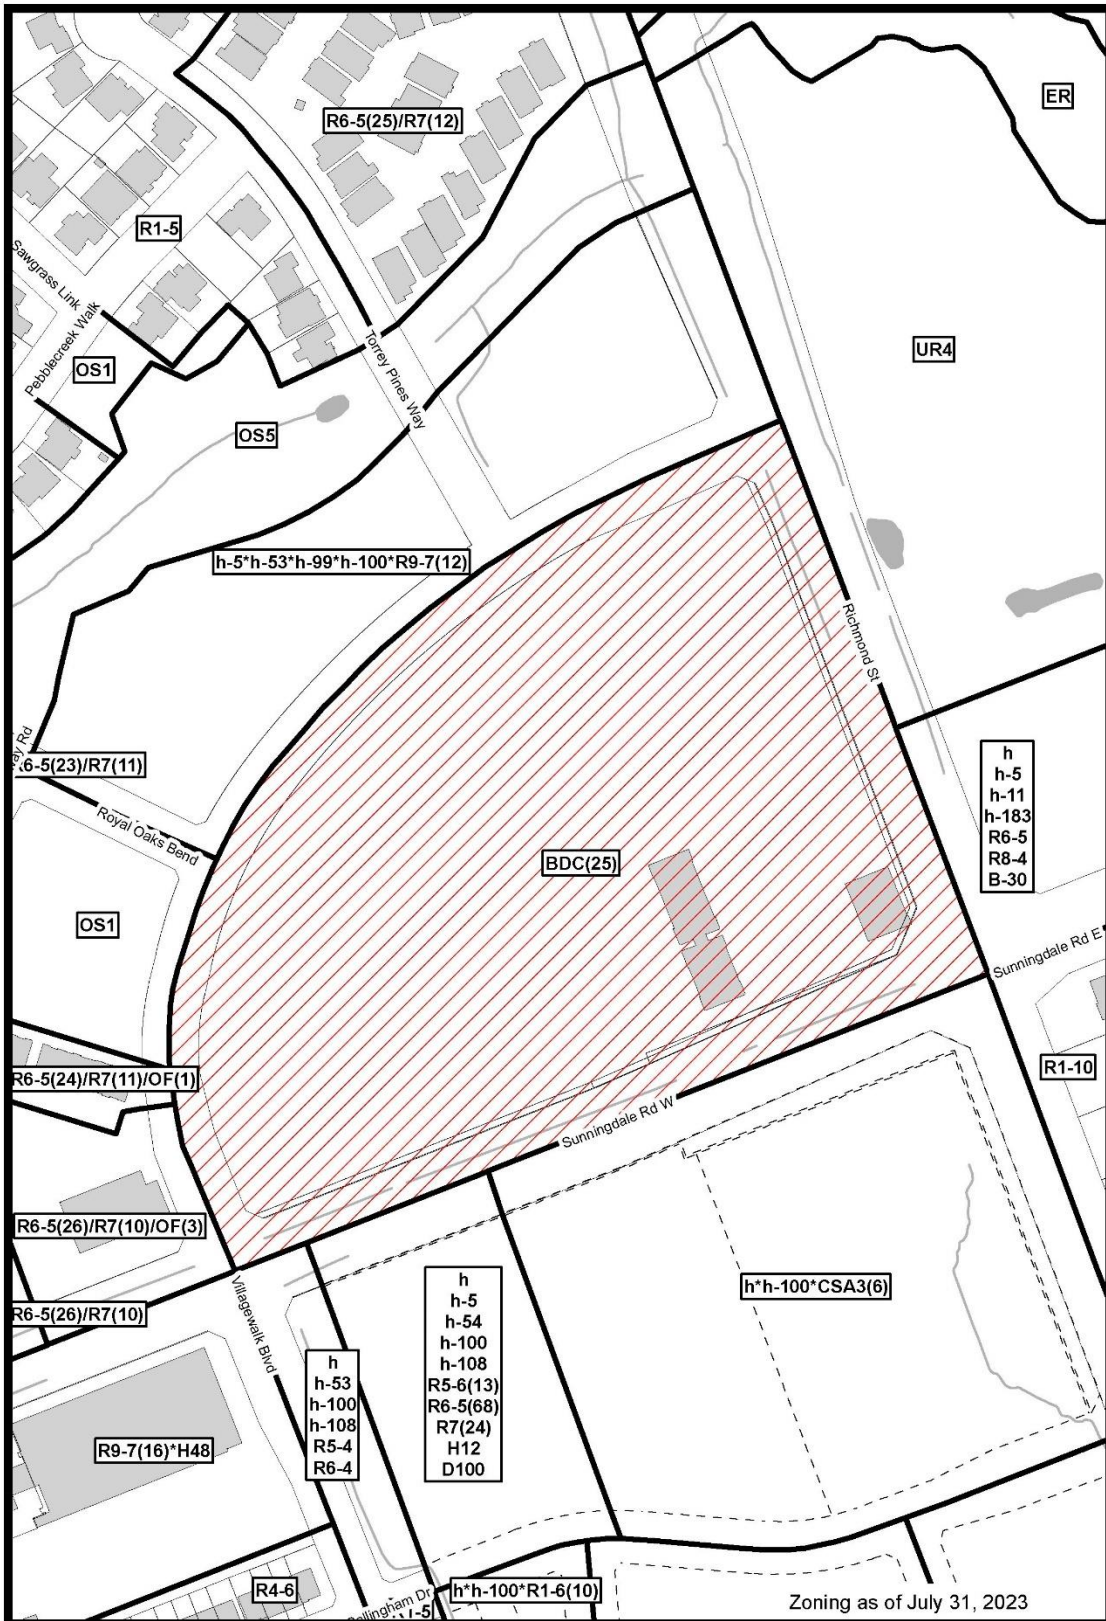 ER
R6-5(25)/R7(12)
R1-5
Sawgrass Link
Pebblecreek Walk
OS1
Torrey Pines Way
UR4
OS5
h-5*h-53*h-99*h-100*R9-7(12)
Richmond St
6-5(23)/R7(11)
Royal Oaks Bend
h
h-5
h-11
h-183
R6-5
R8-4
B-30
BDC(25)
OS1
Sunningdale Rd E
R6-5(24)/R7(11)/OF(1)
R1-10
Sunningdale Rd W
R6-5(26)/R7(10)/OF(3)
R6-5(26)/R7(10)
Villagewalk Blvd
h
h-53
h-100
h-108
R5-4
R6-4
h
h-5
h-54
h-100
h-108
R5-6(13)
R6-5(68)
R7(24)
H12
D100
h*h-100*CSA3(6)
R9-7(16)*H48
R4-6
h*h-100*R1-6(10)
Zoning as of July 31, 2023